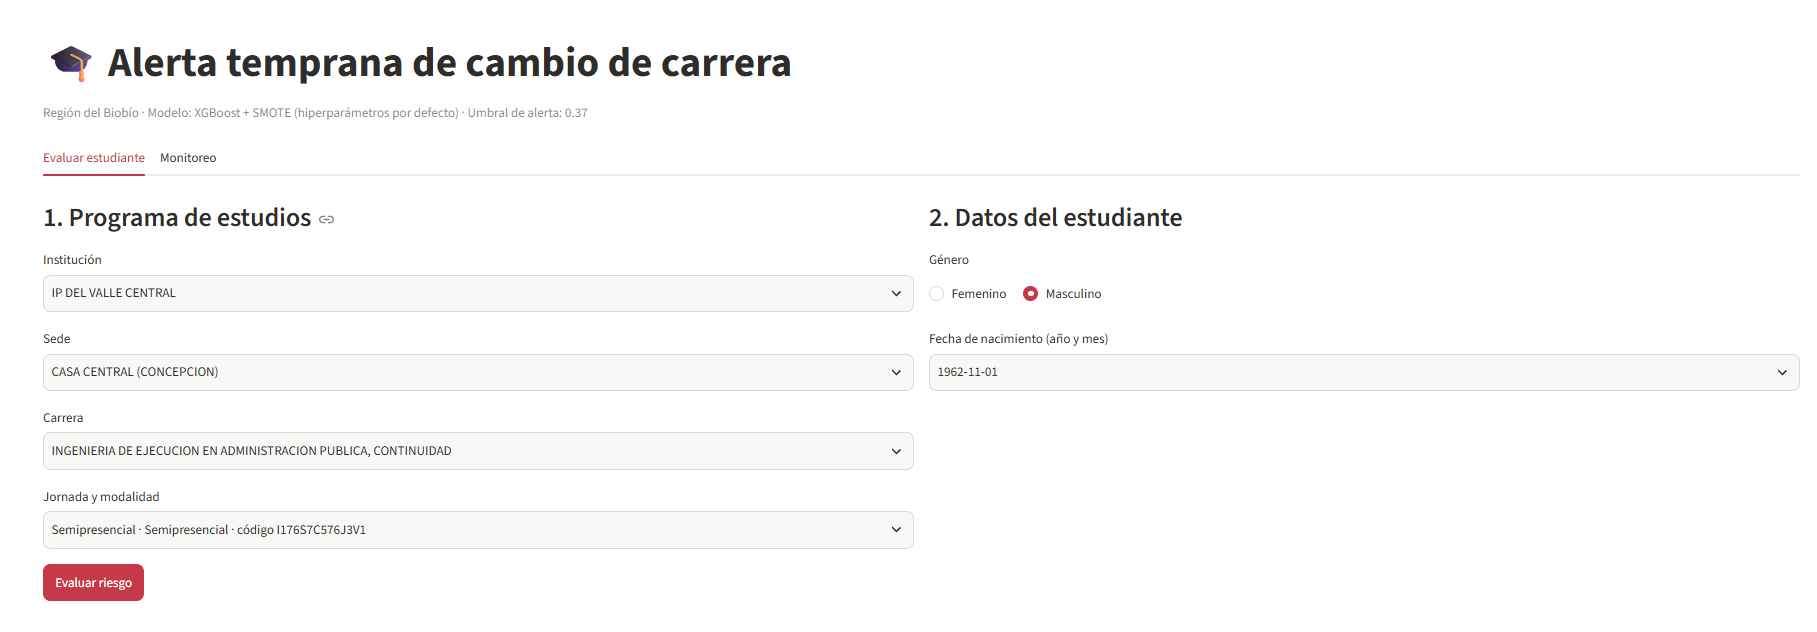 Alerta temprana de cambio de carrera
Región del Biobío · Modelo: XGBoost + SMOTE (hiperparámetros por defecto) · Umbral de alerta: 0.37
Evaluar estudiante Monitoreo
1. Programa de estudios
Institución
IP DEL VALLE CENTRAL
Sede
CASA CENTRAL (CONCEPCION)
Carrera
INGENIERIA DE EJECUCION EN ADMINISTRACION PUBLICA, CONTINUIDAD
Jornada y modalidad
Semipresencial · Semipresencial · código I176S7C576J3V1
Evaluar riesgo
2. Datos del estudiante
Género
Femenino Masculino
Fecha de nacimiento (año y mes)
1962-11-01